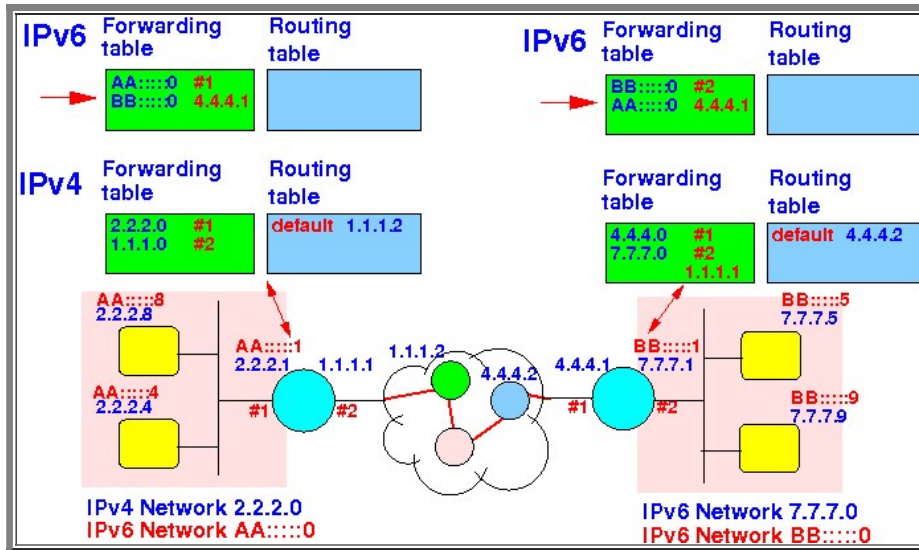 IPv6 Forwarding table Routing table
AA:::::0 #1
BB:::::0 4.4.4.1
IPv6 Forwarding table Routing table
BB:::::0 #2
AA:::::0 4.4.4.1
IPv4 Forwarding table Routing table
2.2.2.0 #1
1.1.1.0 #2
default 1.1.1.2
Forwarding table Routing table
4.4.4.0 #1
7.7.7.0 #2
1.1.1.1
default 4.4.4.2
AA:::::8
2.2.2.8
AA:::::4
2.2.2.4
AA:::::1
2.2.2.1
1.1.1.1
#1
#2
1.1.1.2
4.4.4.2
4.4.4.1
BB:::::1
7.7.7.1
#1
#2
BB:::::5
7.7.7.5
BB:::::9
7.7.7.9
IPv4 Network 2.2.2.0
IPv6 Network AA:::::0
IPv6 Network 7.7.7.0
IPv6 Network BB:::::0